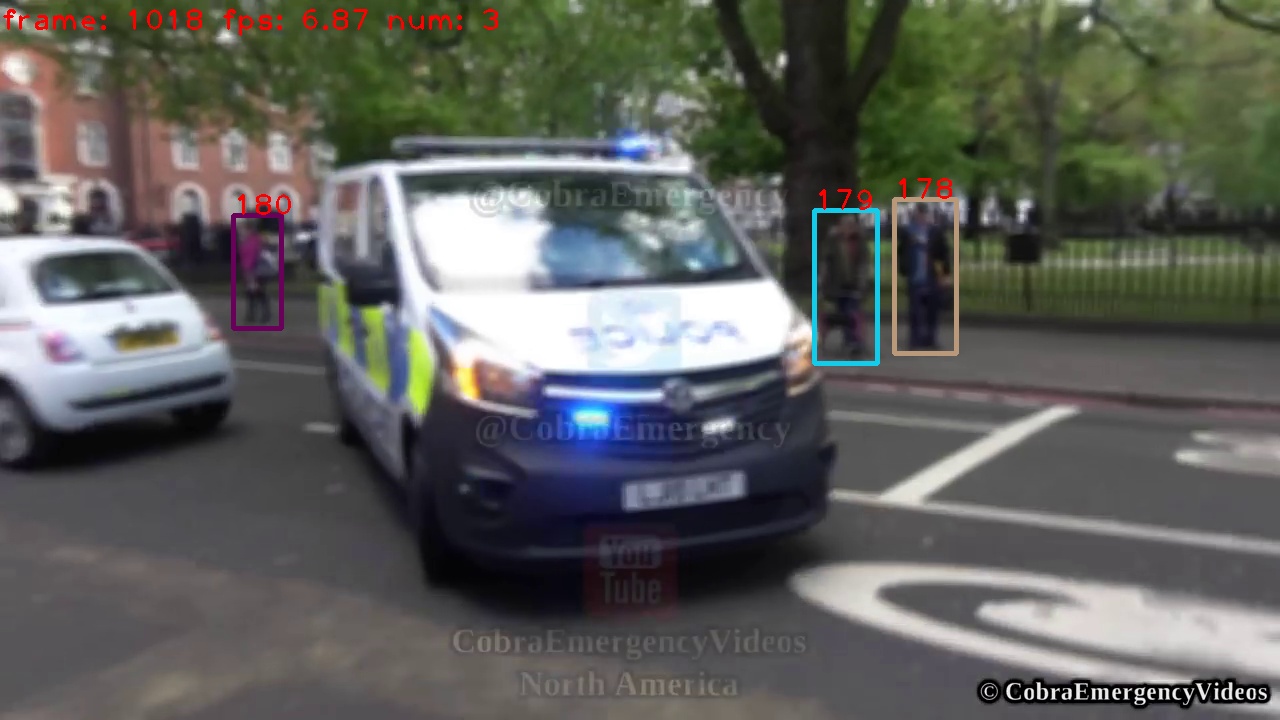 frame: 1018 fps: 6.87 num: 3
180
179
178
@CobraEmergency
@CobraEmergency
You
Tube
CobraEmergencyVideos
North America
© CobraEmergencyVideos